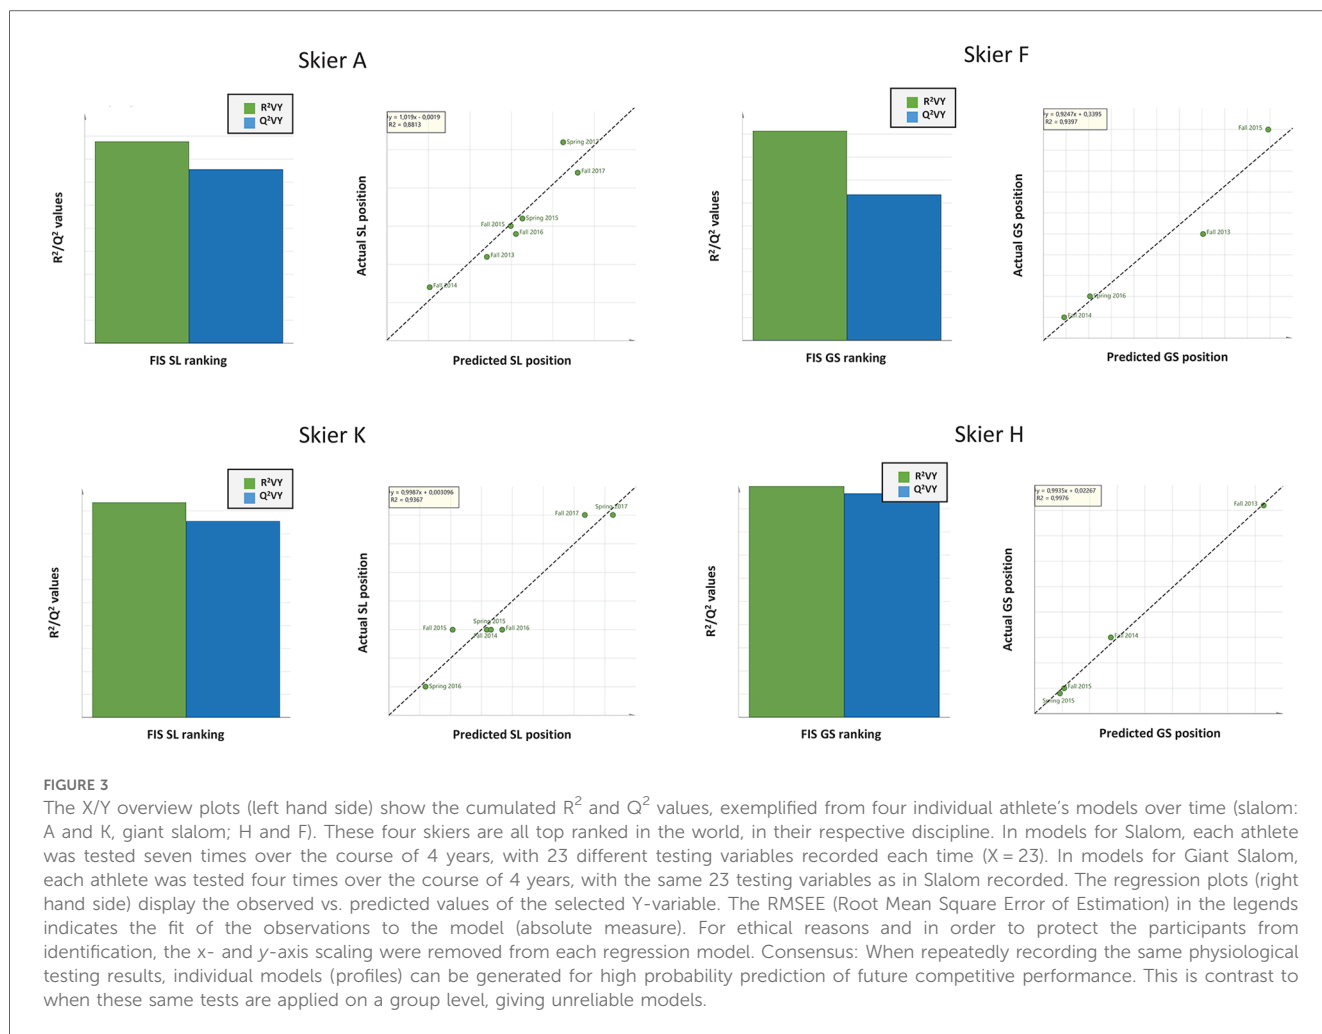 Skier A
R²VY
Q²VY
R²/Q² values
FIS SL ranking
y = 1,019x - 0,0019
R2 = 0,8813
Spring 2017
Fall 2017
Spring 2015
Fall 2015
Fall 2016
Fall 2013
Fall 2014
Actual SL position
Predicted SL position
Skier F
R²VY
Q²VY
R²/Q² values
FIS GS ranking
y = 0,9247x + 0,3395
R2 = 0,9397
Fall 2015
Fall 2013
Spring 2016
Fall 2014
Actual GS position
Predicted GS position
Skier K
R²VY
Q²VY
R²/Q² values
FIS SL ranking
y = 0,9987x + 0,003096
R2 = 0,9367
Fall 2017
Spring 2017
Fall 2015
Spring 2015
Fall 2014
Fall 2016
Spring 2016
Actual SL position
Predicted SL position
Skier H
R²VY
Q²VY
R²/Q² values
FIS GS ranking
y = 0,9935x + 0,02267
R2 = 0,9976
Fall 2013
Fall 2014
Fall 2015
Spring 2015
Actual GS position
Predicted GS position
FIGURE 3
The X/Y overview plots (left hand side) show the cumulated R² and Q² values, exemplified from four individual athlete's models over time (slalom:
A and K, giant slalom; H and F). These four skiers are all top ranked in the world, in their respective discipline. In models for Slalom, each athlete
was tested seven times over the course of 4 years, with 23 different testing variables recorded each time (X = 23). In models for Giant Slalom,
each athlete was tested four times over the course of 4 years, with the same 23 testing variables as in Slalom recorded. The regression plots (right
hand side) display the observed vs. predicted values of the selected Y-variable. The RMSEE (Root Mean Square Error of Estimation) in the legends
indicates the fit of the observations to the model (absolute measure). For ethical reasons and in order to protect the participants from
identification, the x- and y-axis scaling were removed from each regression model. Consensus: When repeatedly recording the same physiological
testing results, individual models (profiles) can be generated for high probability prediction of future competitive performance. This is contrast to
when these same tests are applied on a group level, giving unreliable models.